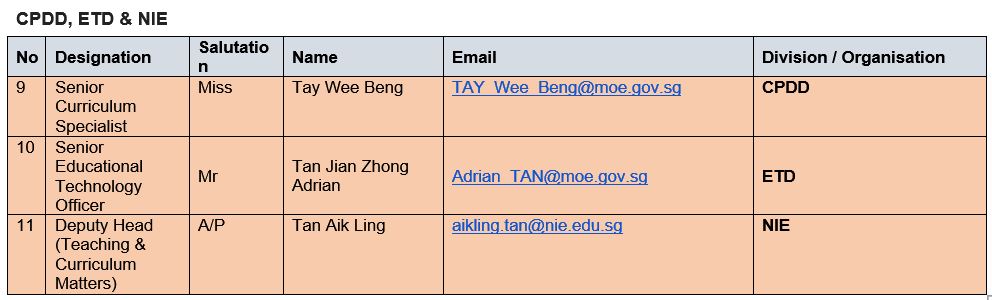 CPDD, ETD & NIE
No Designation Salutatio
n Name Email Division / Organisation
9 Senior
Curriculum
Specialist Miss Tay Wee Beng TAY_Wee_Beng@moe.gov.sg CPDD
10 Senior
Educational
Technology
Officer Mr Tan Jian Zhong
Adrian Adrian_TAN@moe.gov.sg ETD
11 Deputy Head
(Teaching &
Curriculum
Matters) A/P Tan Aik Ling aikling.tan@nie.edu.sg NIE